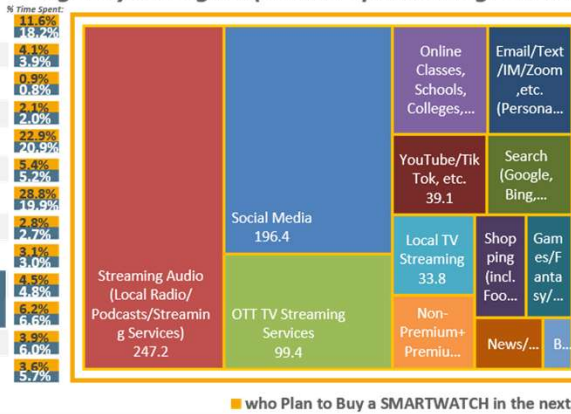 % Time Spent:
11.6%
18.2%
4.1%
3.9%
0.9%
0.8%
2.1%
2.0%
22.9%
20.9%
5.4%
5.2%
28.8%
19.9%
2.8%
2.7%
3.1%
3.0%
4.5%
4.8%
6.2%
6.6%
3.9%
6.0%
3.6%
5.7%
Streaming Audio
(Local Radio/
Podcasts/Streamin
g Services)
247.2
Social Media
196.4
OTT TV Streaming
Services
99.4
Online
Classes,
Schools,
Colleges,...
Email/Text
/IM/Zoom
,etc.
(Persona...
YouTube/Tik
Tok, etc.
39.1
Search
(Google,
Bing,...
Local TV
Streaming
33.8
Shop
ping
(incl.
Foo...
Gam
es/F
anta
sy/...
Non-
Premium+
Premiu...
News/...
B...
who Plan to Buy a SMARTWATCH in the next